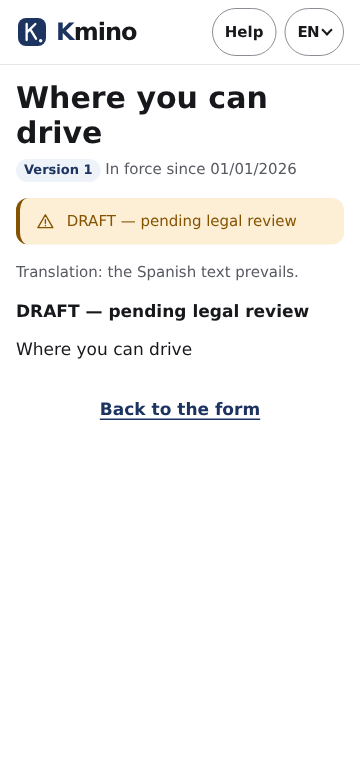 K. Kmino
Help
EN
Where you can
drive
Version 1 In force since 01/01/2026
DRAFT — pending legal review
Translation: the Spanish text prevails.
DRAFT — pending legal review
Where you can drive
Back to the form